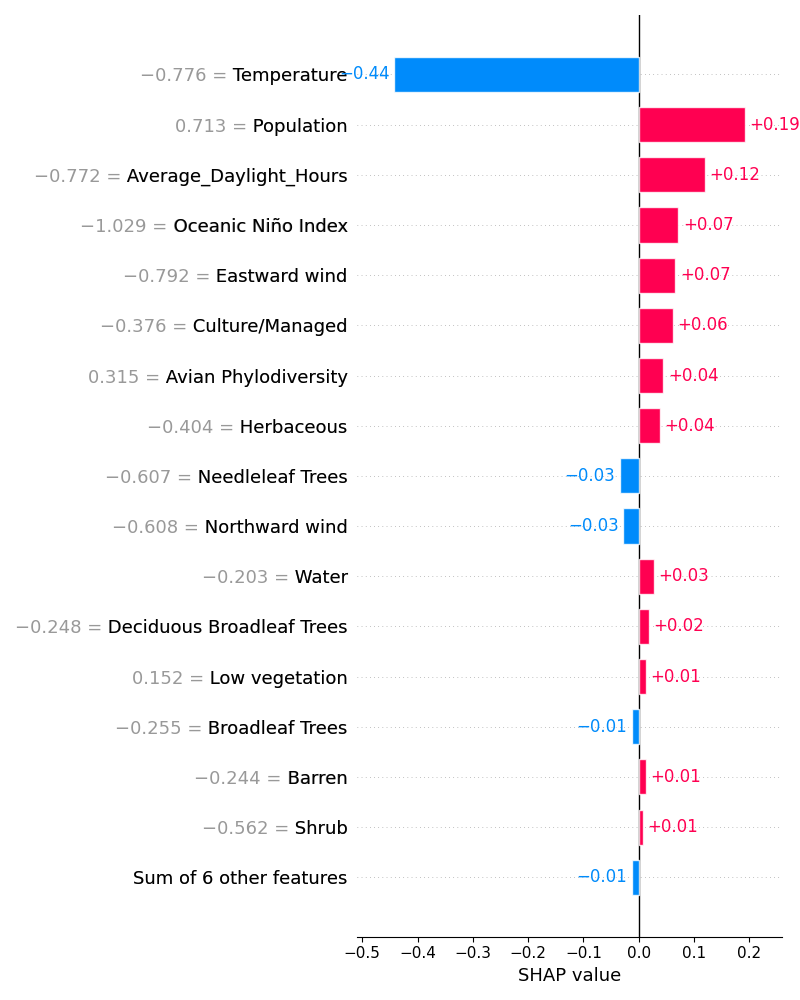 −0.776 = Temperature −0.44
0.713 = Population +0.19
−0.772 = Average_Daylight_Hours +0.12
−1.029 = Oceanic Niño Index +0.07
−0.792 = Eastward wind +0.07
−0.376 = Culture/Managed +0.06
0.315 = Avian Phylodiversity +0.04
−0.404 = Herbaceous +0.04
−0.607 = Needleleaf Trees −0.03
−0.608 = Northward wind −0.03
−0.203 = Water +0.03
−0.248 = Deciduous Broadleaf Trees +0.02
0.152 = Low vegetation +0.01
−0.255 = Broadleaf Trees −0.01
−0.244 = Barren +0.01
−0.562 = Shrub +0.01
Sum of 6 other features −0.01
−0.5 −0.4 −0.3 −0.2 −0.1 0.0 0.1 0.2
SHAP value